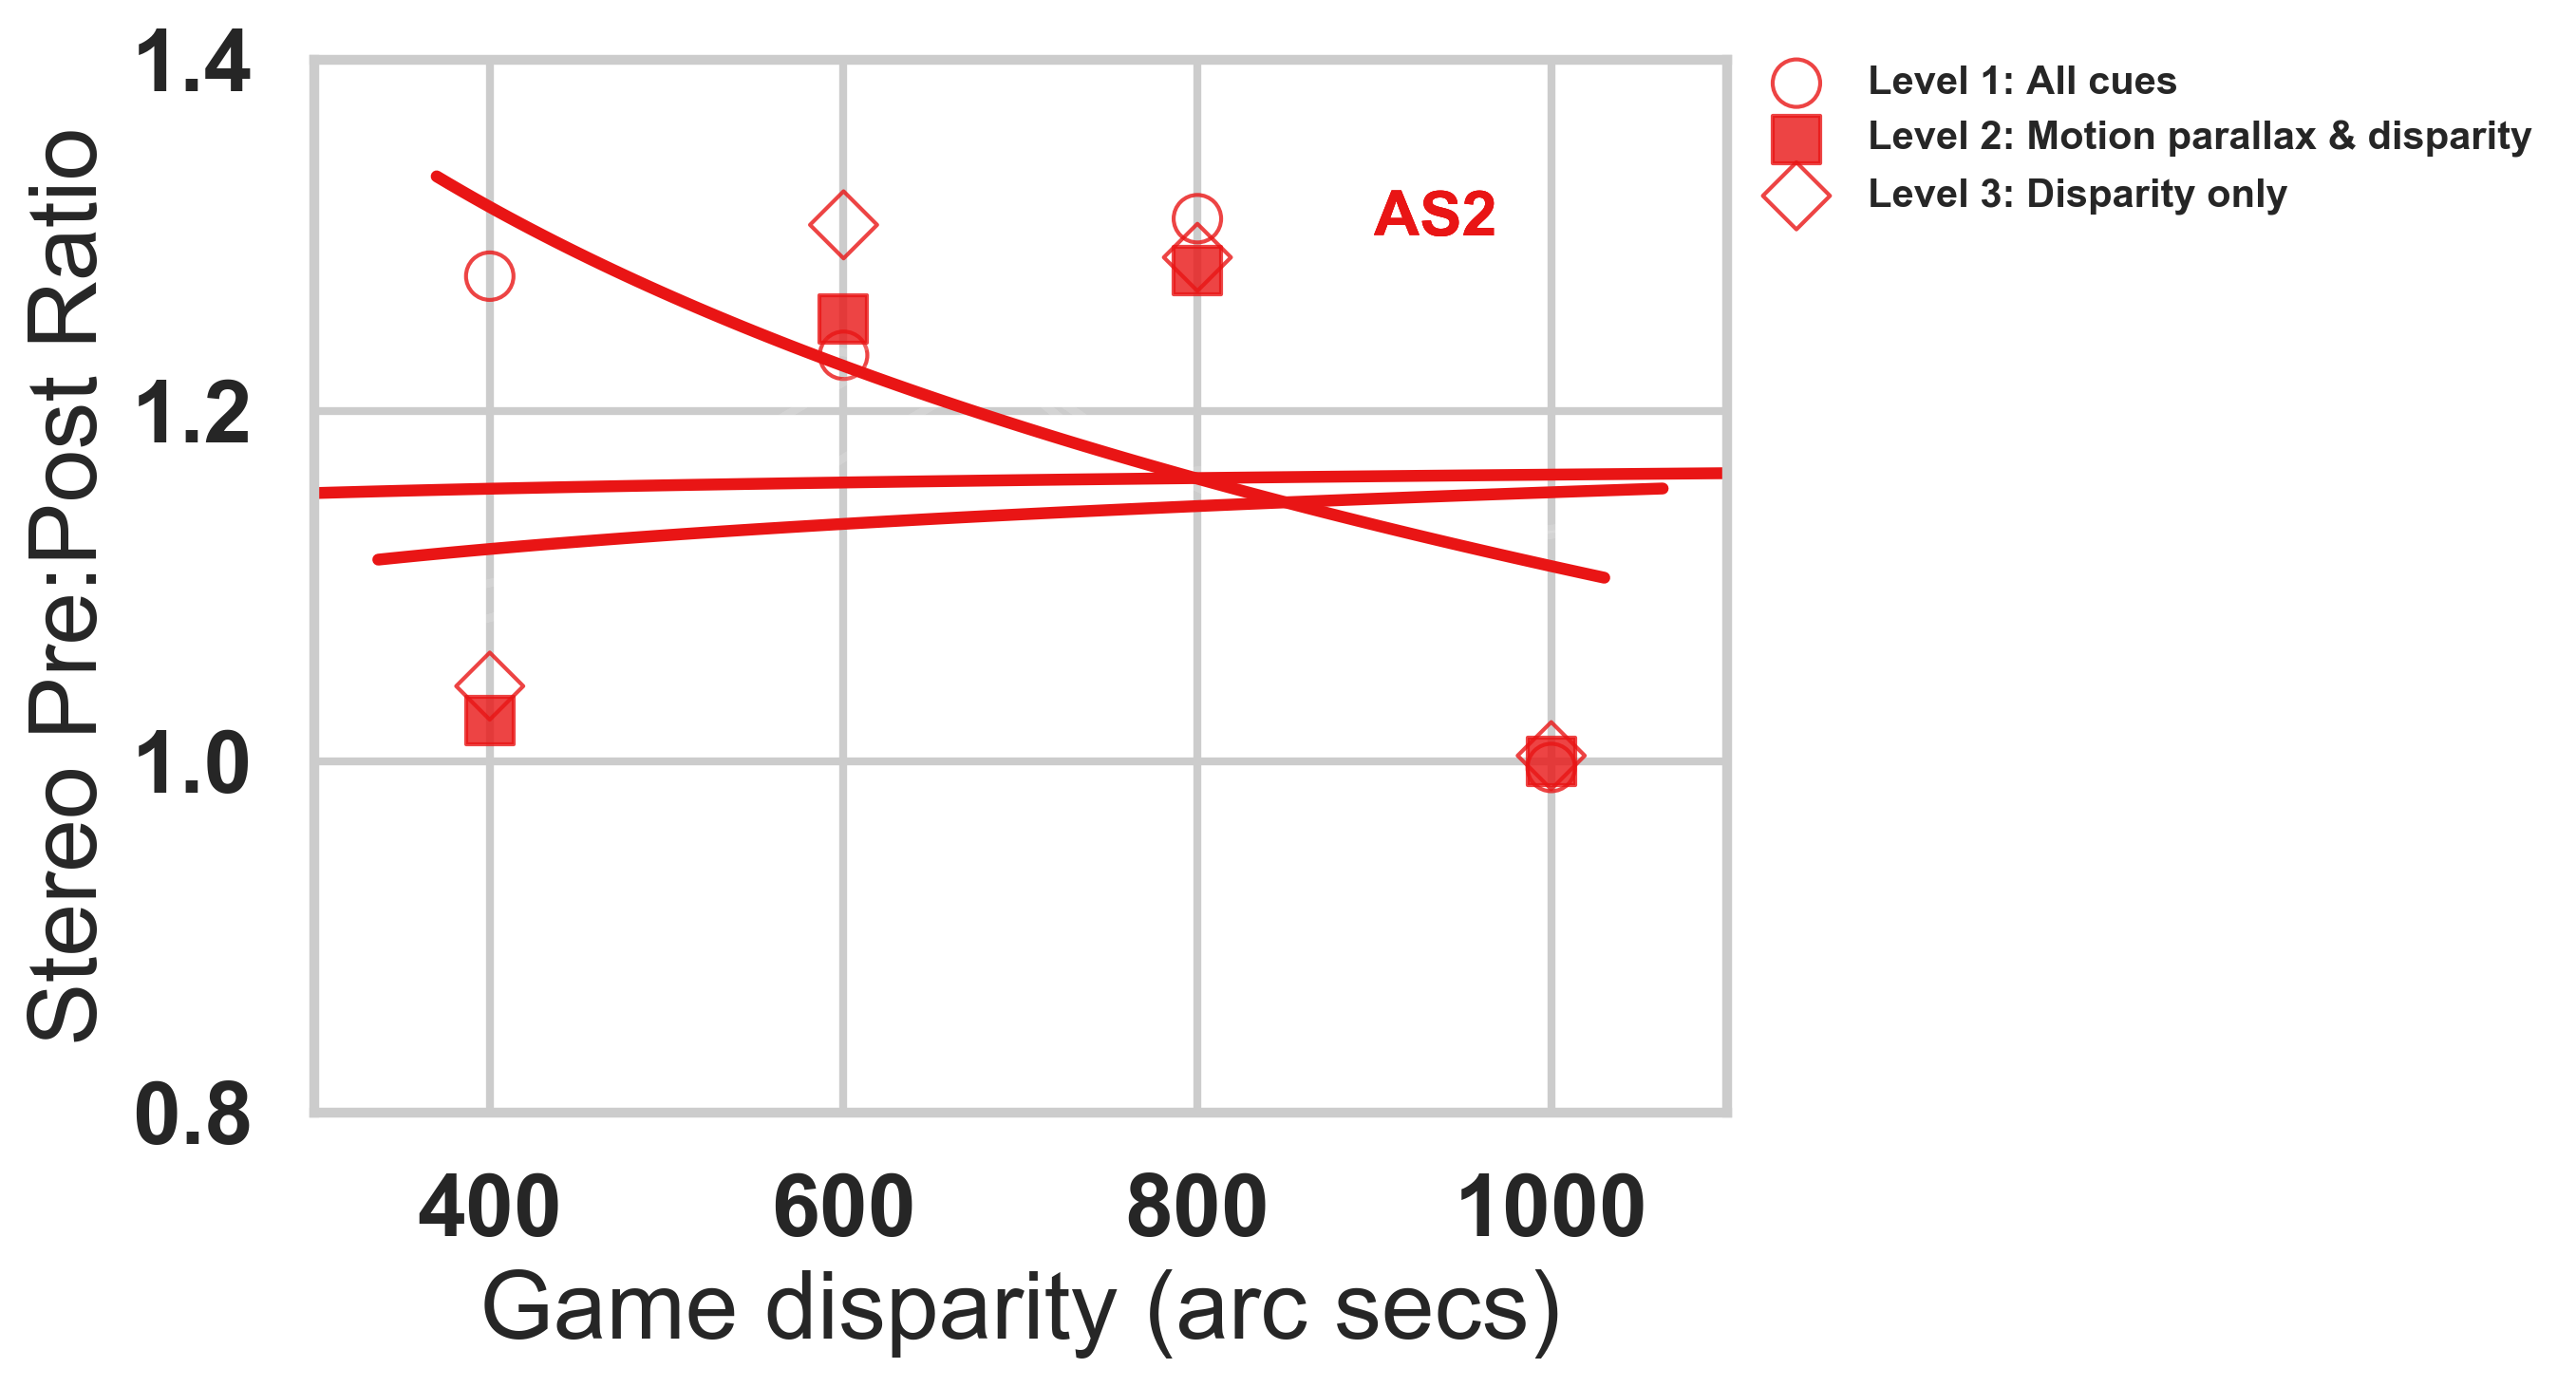 1.4
1.2
1.0
0.8
Stereo Pre:Post Ratio
400 600 800 1000
Game disparity (arc secs)
AS2
Level 1: All cues
Level 2: Motion parallax & disparity
Level 3: Disparity only